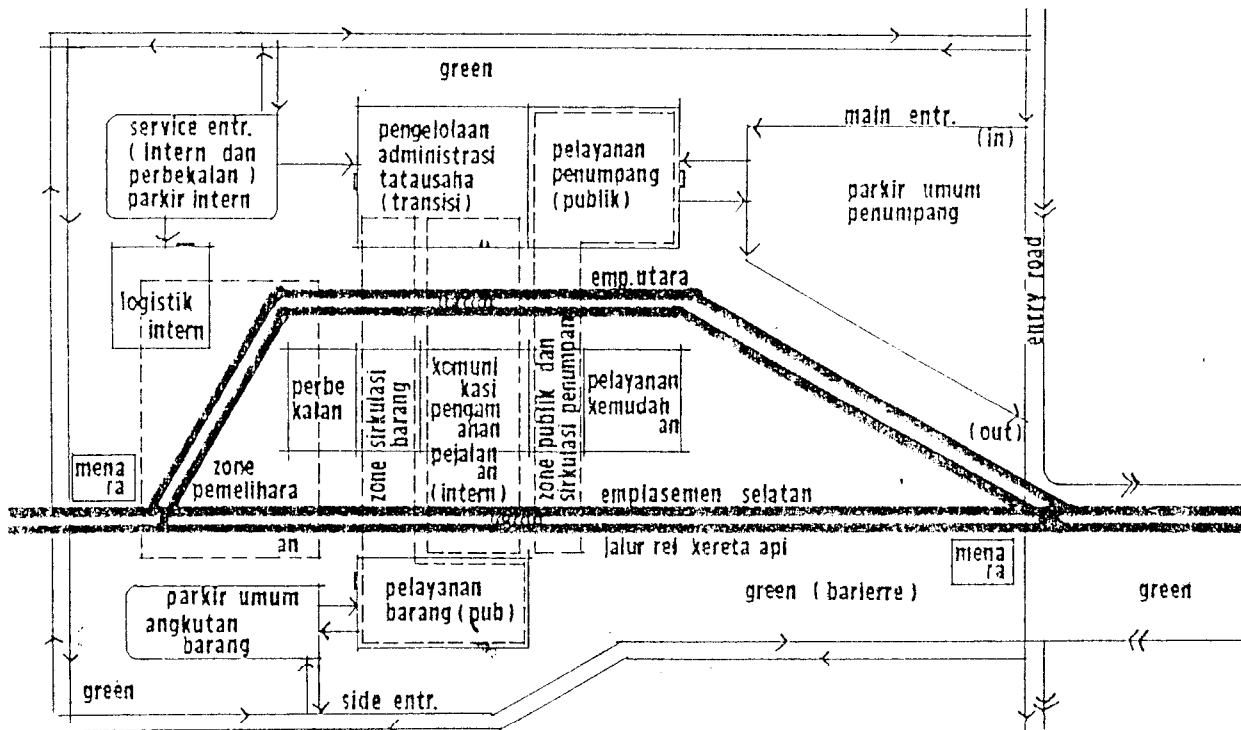 green
service entr.
(intern dan
perbekalan)
parkir intern
pengelolaan
administrasi
tatausaha
(transisi)
pelayanan
penumpang
(publik)
main entr.
(in)
parkir umum
penumpang
entry road
logistik
intern
emp.utara
perbe
kalan
zone sirkulasi
barang
komuni
kasi
pengam
anan
pejalan
an
(intern)
zone publik dan
sirkulasi penumpan
pelayanan
kemudah
an
(out)
mena
ra
zone
pemelihara
an
emplasemen selatan
jalur rel kereta api
mena
ra
parkir umum
angkutan
barang
pelayanan
barang (pub)
green (barierre)
green
green
side entr.